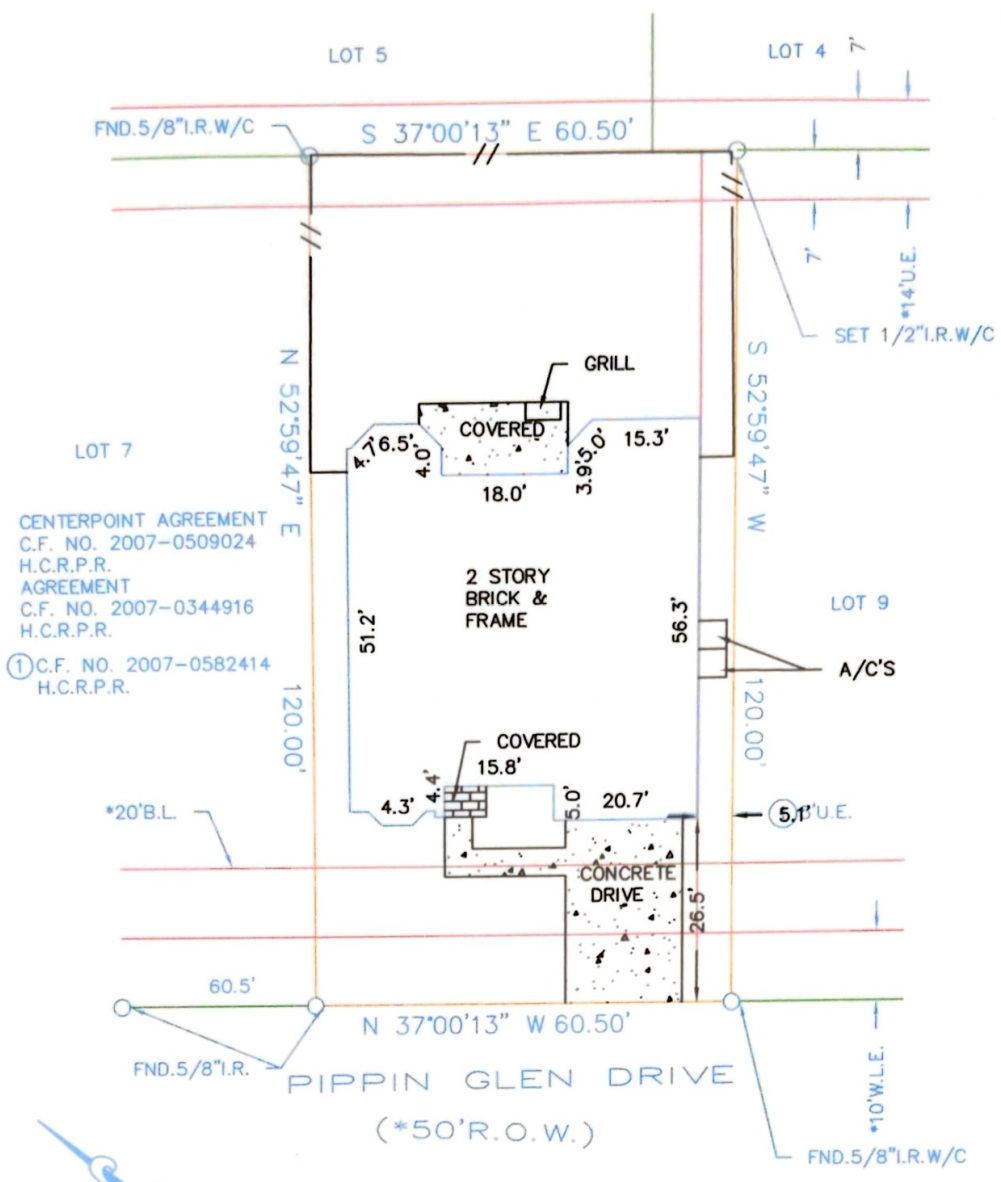 LOT 5
LOT 4
7'
FND.5/8"I.R.W/C
S 37°00'13" E 60.50'
7'
*14'U.E.
SET 1/2"I.R.W/C
GRILL
N 52°59'47" E
S 52°59'47" W
COVERED
15.3'
6.5'
4.7'
4.0'
5.0'
3.9'
LOT 7
18.0'
CENTERPOINT AGREEMENT
C.F. NO. 2007-0509024
H.C.R.P.R.
AGREEMENT
C.F. NO. 2007-0344916
H.C.R.P.R.
1 C.F. NO. 2007-0582414
H.C.R.P.R.
2 STORY
BRICK &
FRAME
51.2'
56.3'
LOT 9
A/C'S
120.00'
120.00'
COVERED
15.8'
4.4'
4.3'
5.0'
20.7'
*20'B.L.
5.1'
U.E.
CONCRETE
DRIVE
26.5'
60.5'
N 37°00'13" W 60.50'
FND.5/8"I.R.
PIPPIN GLEN DRIVE
(*50'R.O.W.)
*10'W.L.E.
FND.5/8"I.R.W/C